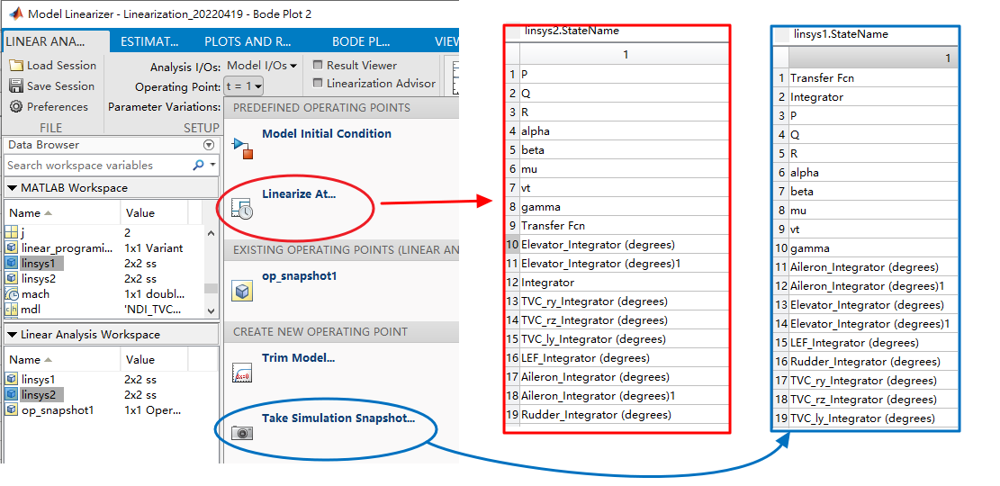 Model Linearizer - Linearization_20220419 - Bode Plot 2
LINEAR ANA... ESTIMAT... PLOTS AND R... BODE PL... VIEW
Load Session
Save Session
Preferences
FILE
Analysis I/Os: Model I/Os
Operating Point: t = 1
Parameter Variations:
SETUP
Result Viewer
Linearization Advisor
Data Browser
Search workspace variables
MATLAB Workspace
Name Value
j 2
linear_programi... 1x1 Variant
linsys1 2x2 ss
linsys2 2x2 ss
mach 1x1 doubl...
mdl 'NDI_TVC...
Linear Analysis Workspace
Name Value
linsys1 2x2 ss
linsys2 2x2 ss
op_snapshot1 1x1 Oper...
PREDEFINED OPERATING POINTS
Model Initial Condition
Linearize At...
EXISTING OPERATING POINTS (LINEAR AN
op_snapshot1
CREATE NEW OPERATING POINT
Trim Model...
Take Simulation Snapshot...
linsys2.StateName
1
1 P
2 Q
3 R
4 alpha
5 beta
6 mu
7 vt
8 gamma
9 Transfer Fcn
10 Elevator_Integrator (degrees)
11 Elevator_Integrator (degrees)1
12 Integrator
13 TVC_ry_Integrator (degrees)
14 TVC_rz_Integrator (degrees)
15 TVC_ly_Integrator (degrees)
16 LEF_Integrator (degrees)
17 Aileron_Integrator (degrees)
18 Aileron_Integrator (degrees)1
19 Rudder_Integrator (degrees)
linsys1.StateName
1
1 Transfer Fcn
2 Integrator
3 P
4 Q
5 R
6 alpha
7 beta
8 mu
9 vt
10 gamma
11 Aileron_Integrator (degrees)
12 Aileron_Integrator (degrees)1
13 Elevator_Integrator (degrees)
14 Elevator_Integrator (degrees)1
15 LEF_Integrator (degrees)
16 Rudder_Integrator (degrees)
17 TVC_ry_Integrator (degrees)
18 TVC_rz_Integrator (degrees)
19 TVC_ly_Integrator (degrees)